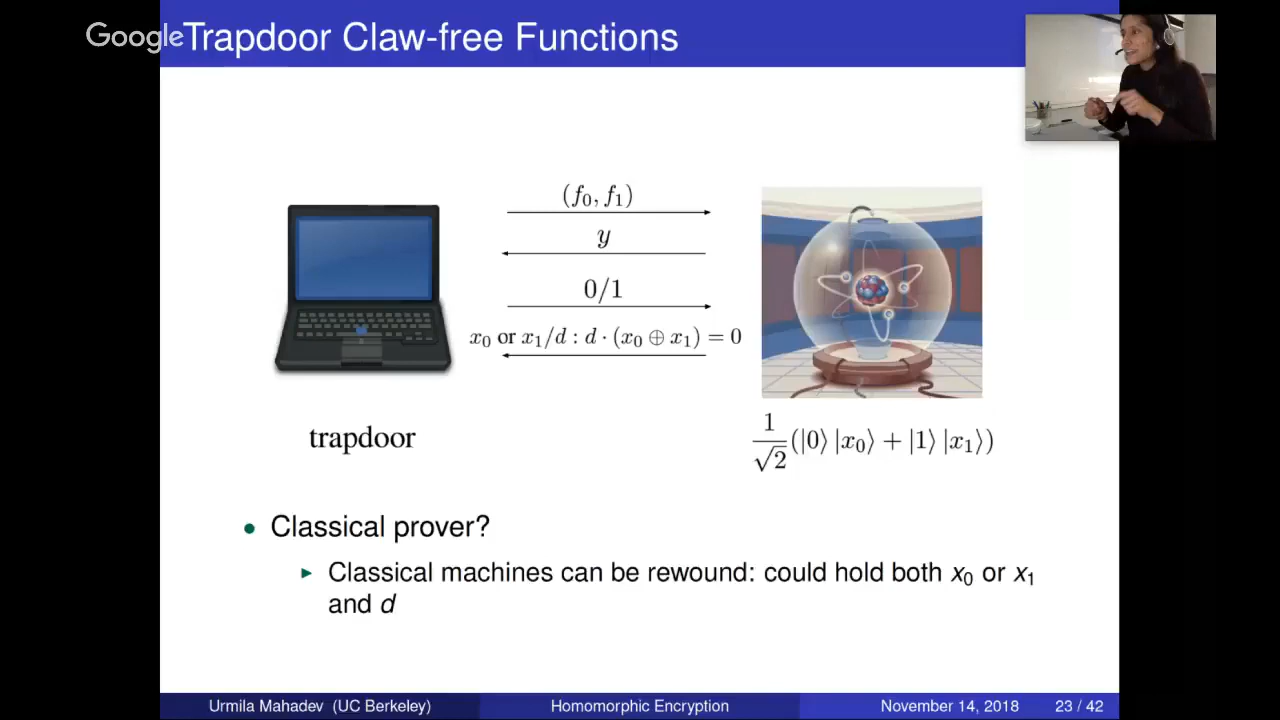 Google
Trapdoor Claw-free Functions
(f₀, f₁)
y
0/1
x₀ or x₁/d : d · (x₀ ⊕ x₁) = 0
trapdoor
1/√2 (|0⟩ |x₀⟩ + |1⟩ |x₁⟩)
• Classical prover?
▶ Classical machines can be rewound: could hold both x₀ or x₁
and d
Urmila Mahadev (UC Berkeley) Homomorphic Encryption November 14, 2018 23 / 42